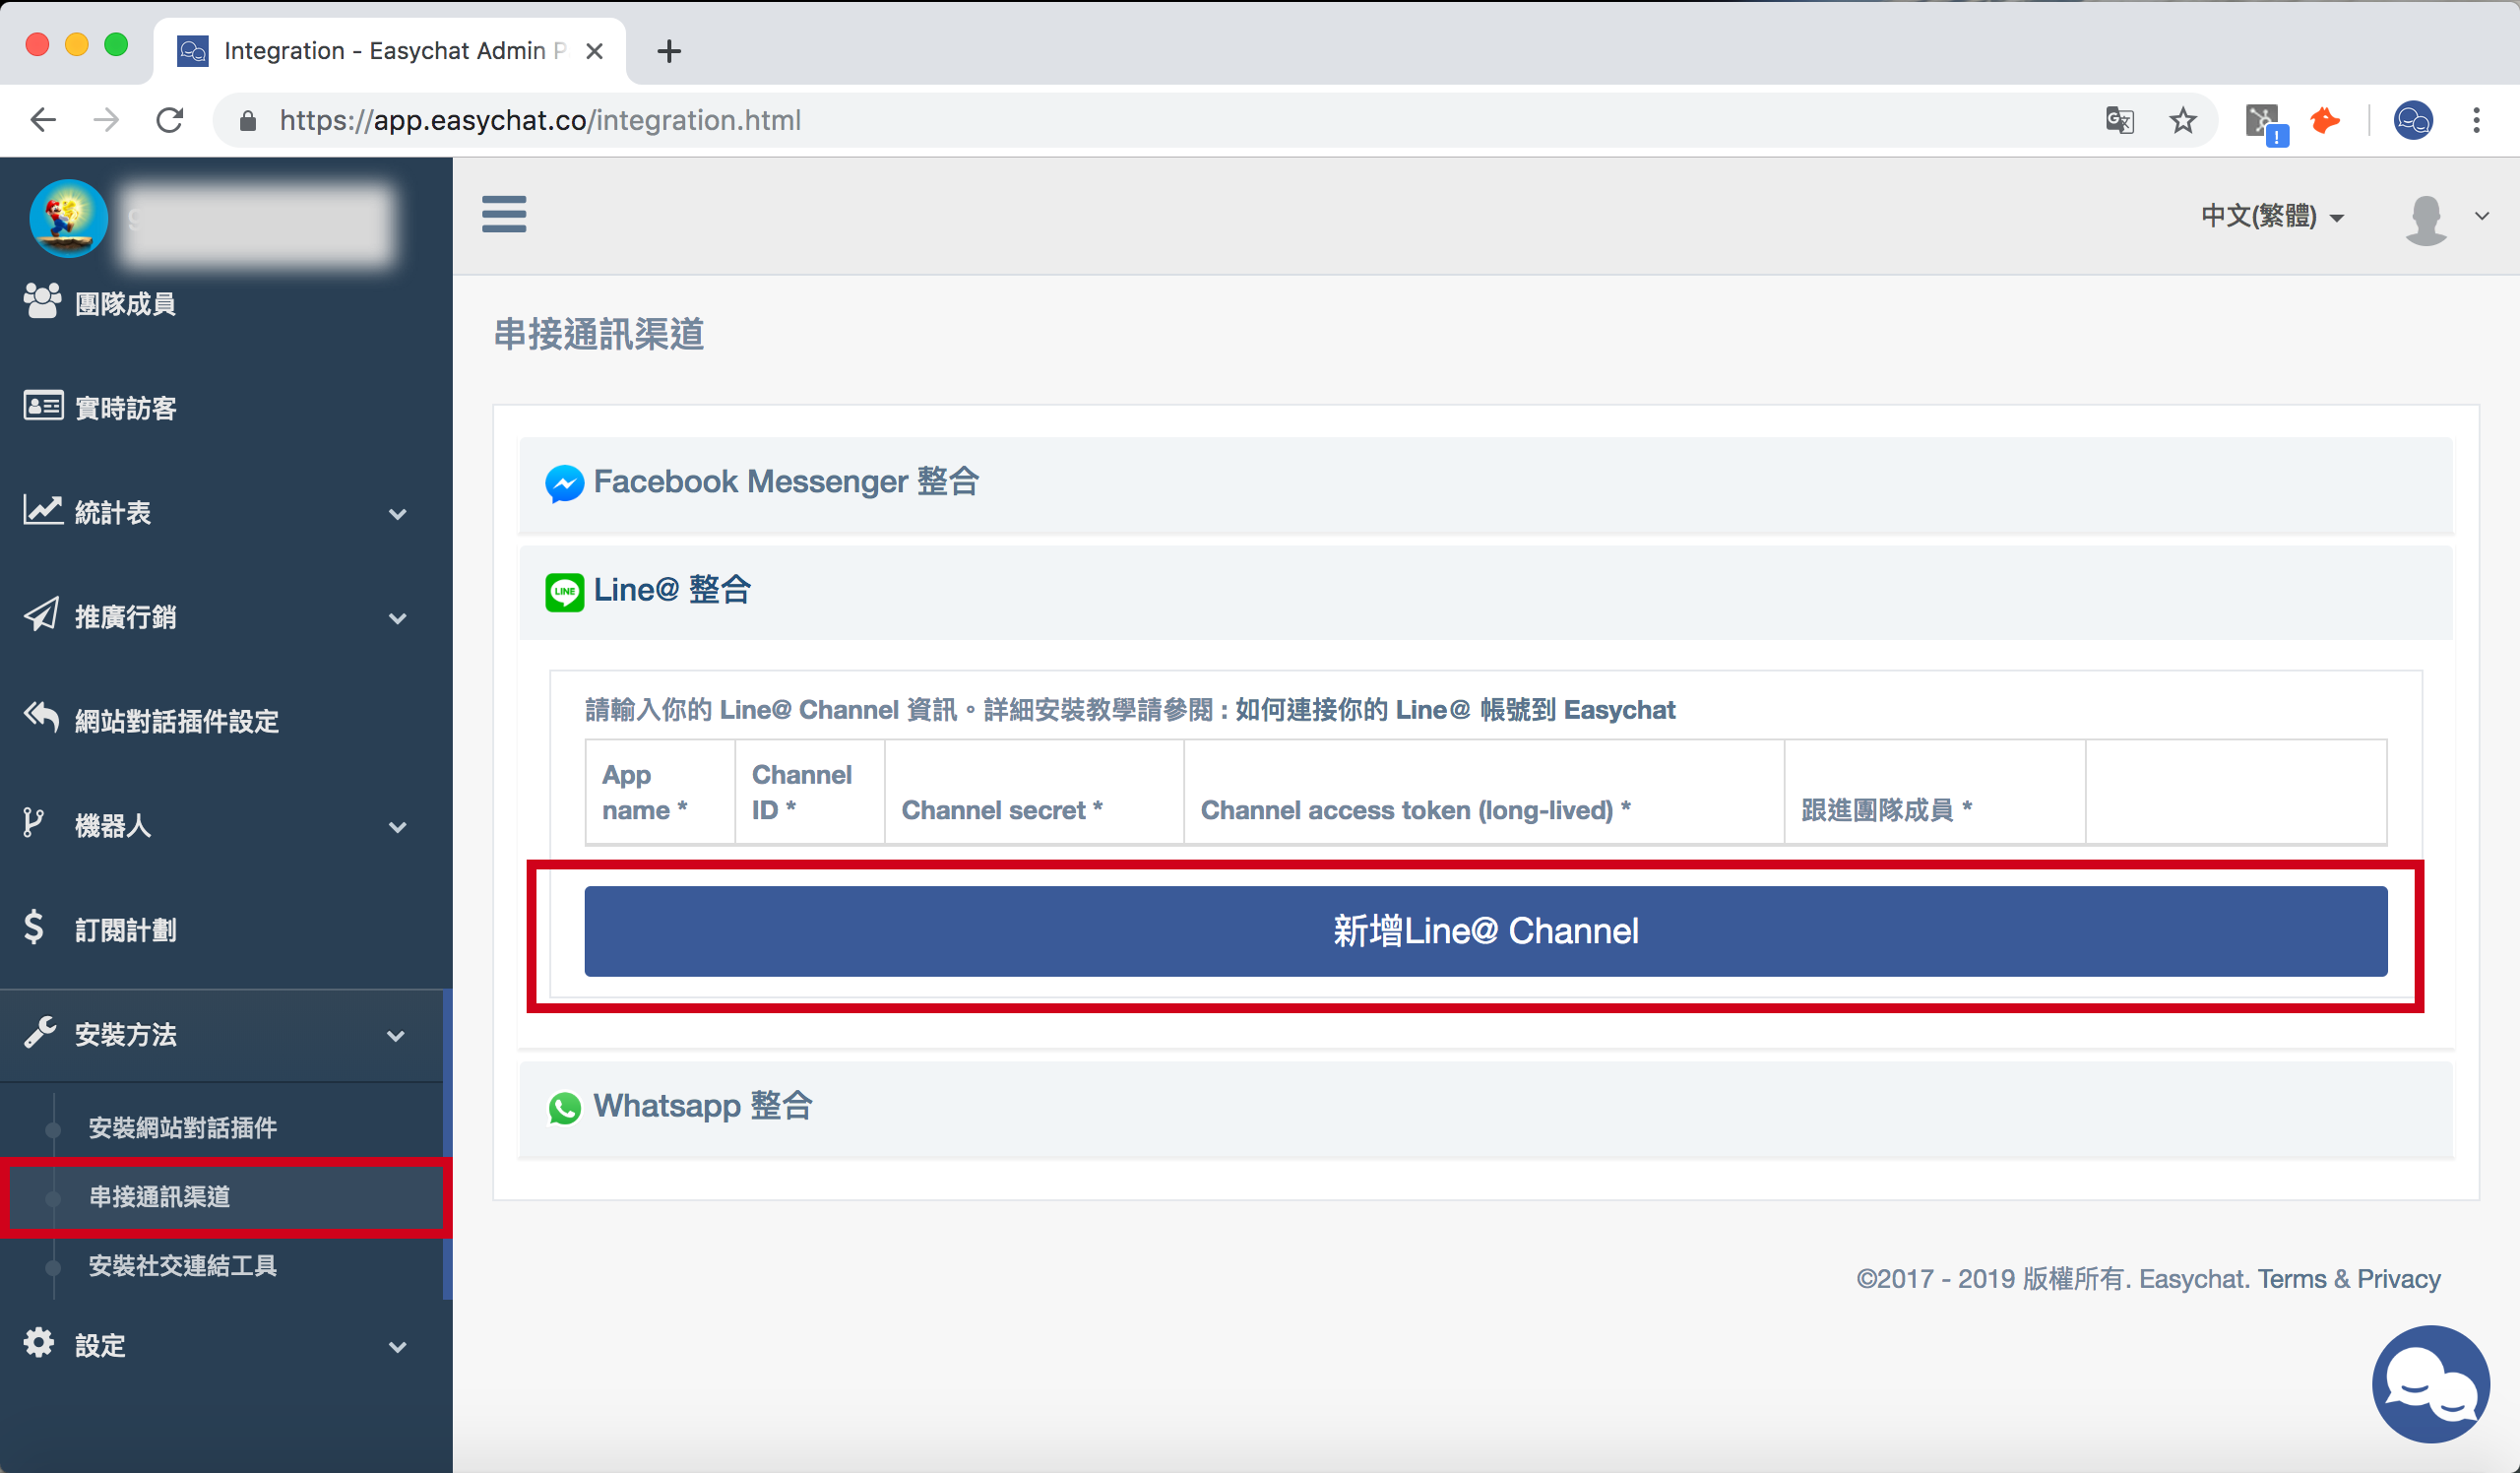 Integration - Easychat Admin P
https://app.easychat.co/integration.html
中文(繁體)
團隊成員
實時訪客
統計表
推廣行銷
網站對話插件設定
機器人
訂閱計劃
安裝方法
安裝網站對話插件
串接通訊渠道
安裝社交連結工具
設定
串接通訊渠道
Facebook Messenger 整合
LINE
Line@ 整合
請輸入你的 Line@ Channel 資訊。詳細安裝教學請參閱 : 如何連接你的 Line@ 帳號到 Easychat
App name *
Channel ID *
Channel secret *
Channel access token (long-lived) *
跟進團隊成員 *
新增Line@ Channel
Whatsapp 整合
©2017 - 2019 版權所有. Easychat. Terms & Privacy